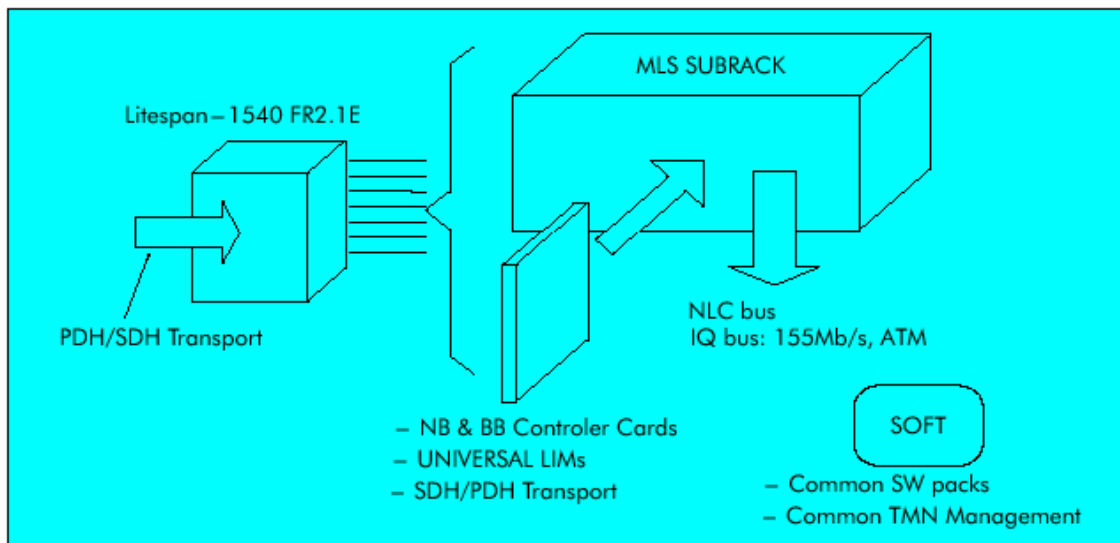 MLS SUBRACK
Litespan – 1540 FR2.1E
PDH/SDH Transport
NLC bus
IQ bus: 155Mb/s, ATM
– NB & BB Controler Cards
– UNIVERSAL LIMs
– SDH/PDH Transport
SOFT
– Common SW packs
– Common TMN Management